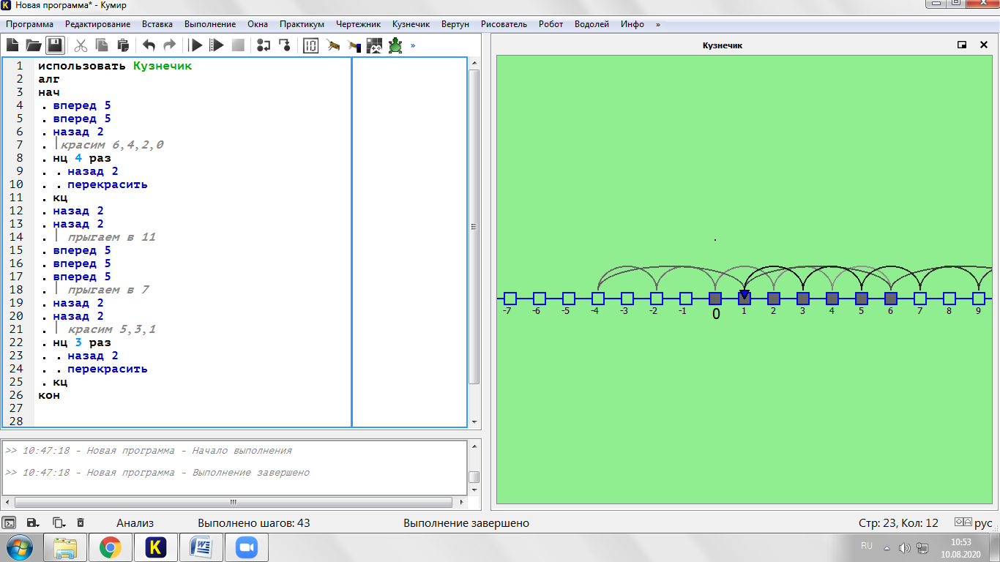 Новая программа* - Кумир
Программа Редактирование Вставка Выполнение Окна Практикум Чертежник Кузнечик Вертун Рисователь Робот Водолей Инфо »
»
Кузнечик
1 использовать Кузнечик
2 алг
3 нач
4 . вперед 5
5 . вперед 5
6 . назад 2
7 . |красим 6,4,2,0
8 . нц 4 раз
9 . . назад 2
10 . . перекрасить
11 . кц
12 . назад 2
13 . назад 2
14 . | прыгаем в 11
15 . вперед 5
16 . вперед 5
17 . вперед 5
18 . | прыгаем в 7
19 . назад 2
20 . назад 2
21 . | красим 5,3,1
22 . нц 3 раз
23 . . назад 2
24 . . перекрасить
25 . кц
26 кон
27
28
-7 -6 -5 -4 -3 -2 -1 0 1 2 3 4 5 6 7 8 9
>> 10:47:18 - Новая программа - Начало выполнения
>> 10:47:18 - Новая программа - Выполнение завершено
Анализ Выполнено шагов: 43 Выполнение завершено Стр: 23, Кол: 12 рус
RU 10:53
10.08.2020